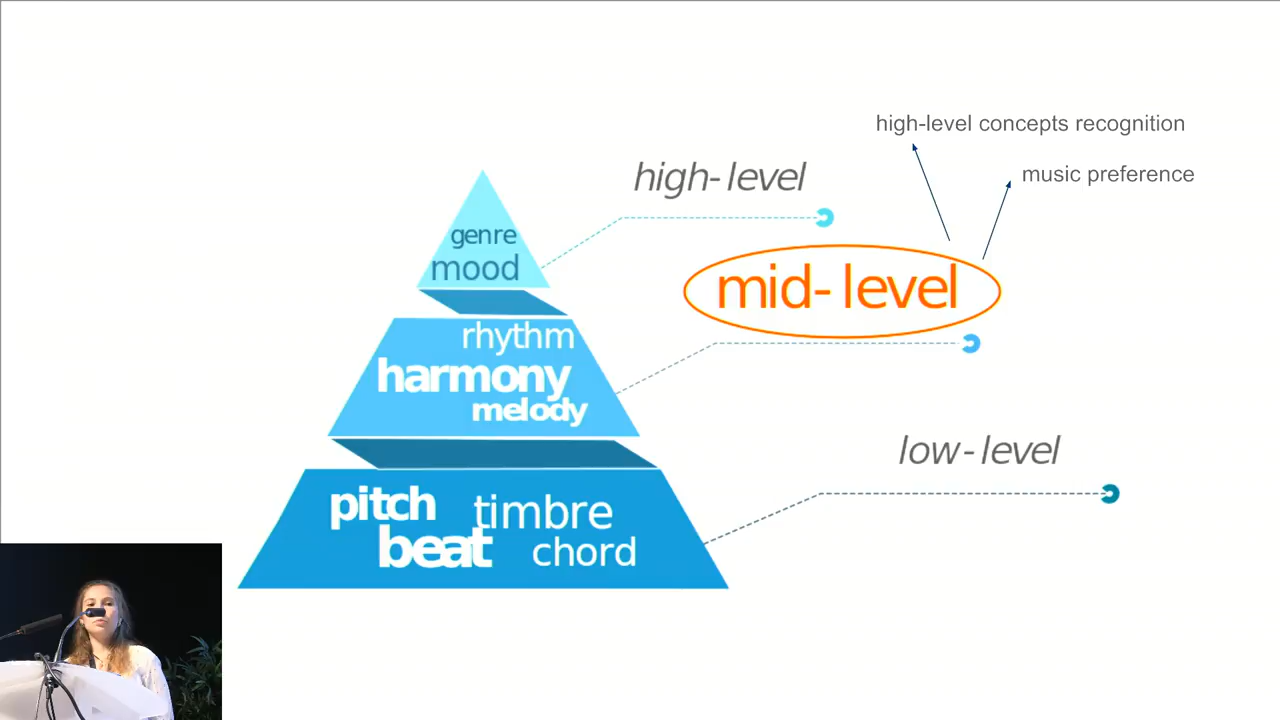 high-level concepts recognition
music preference
high-level
genre
mood
mid-level
rhythm
harmony
melody
low-level
pitch timbre
beat chord